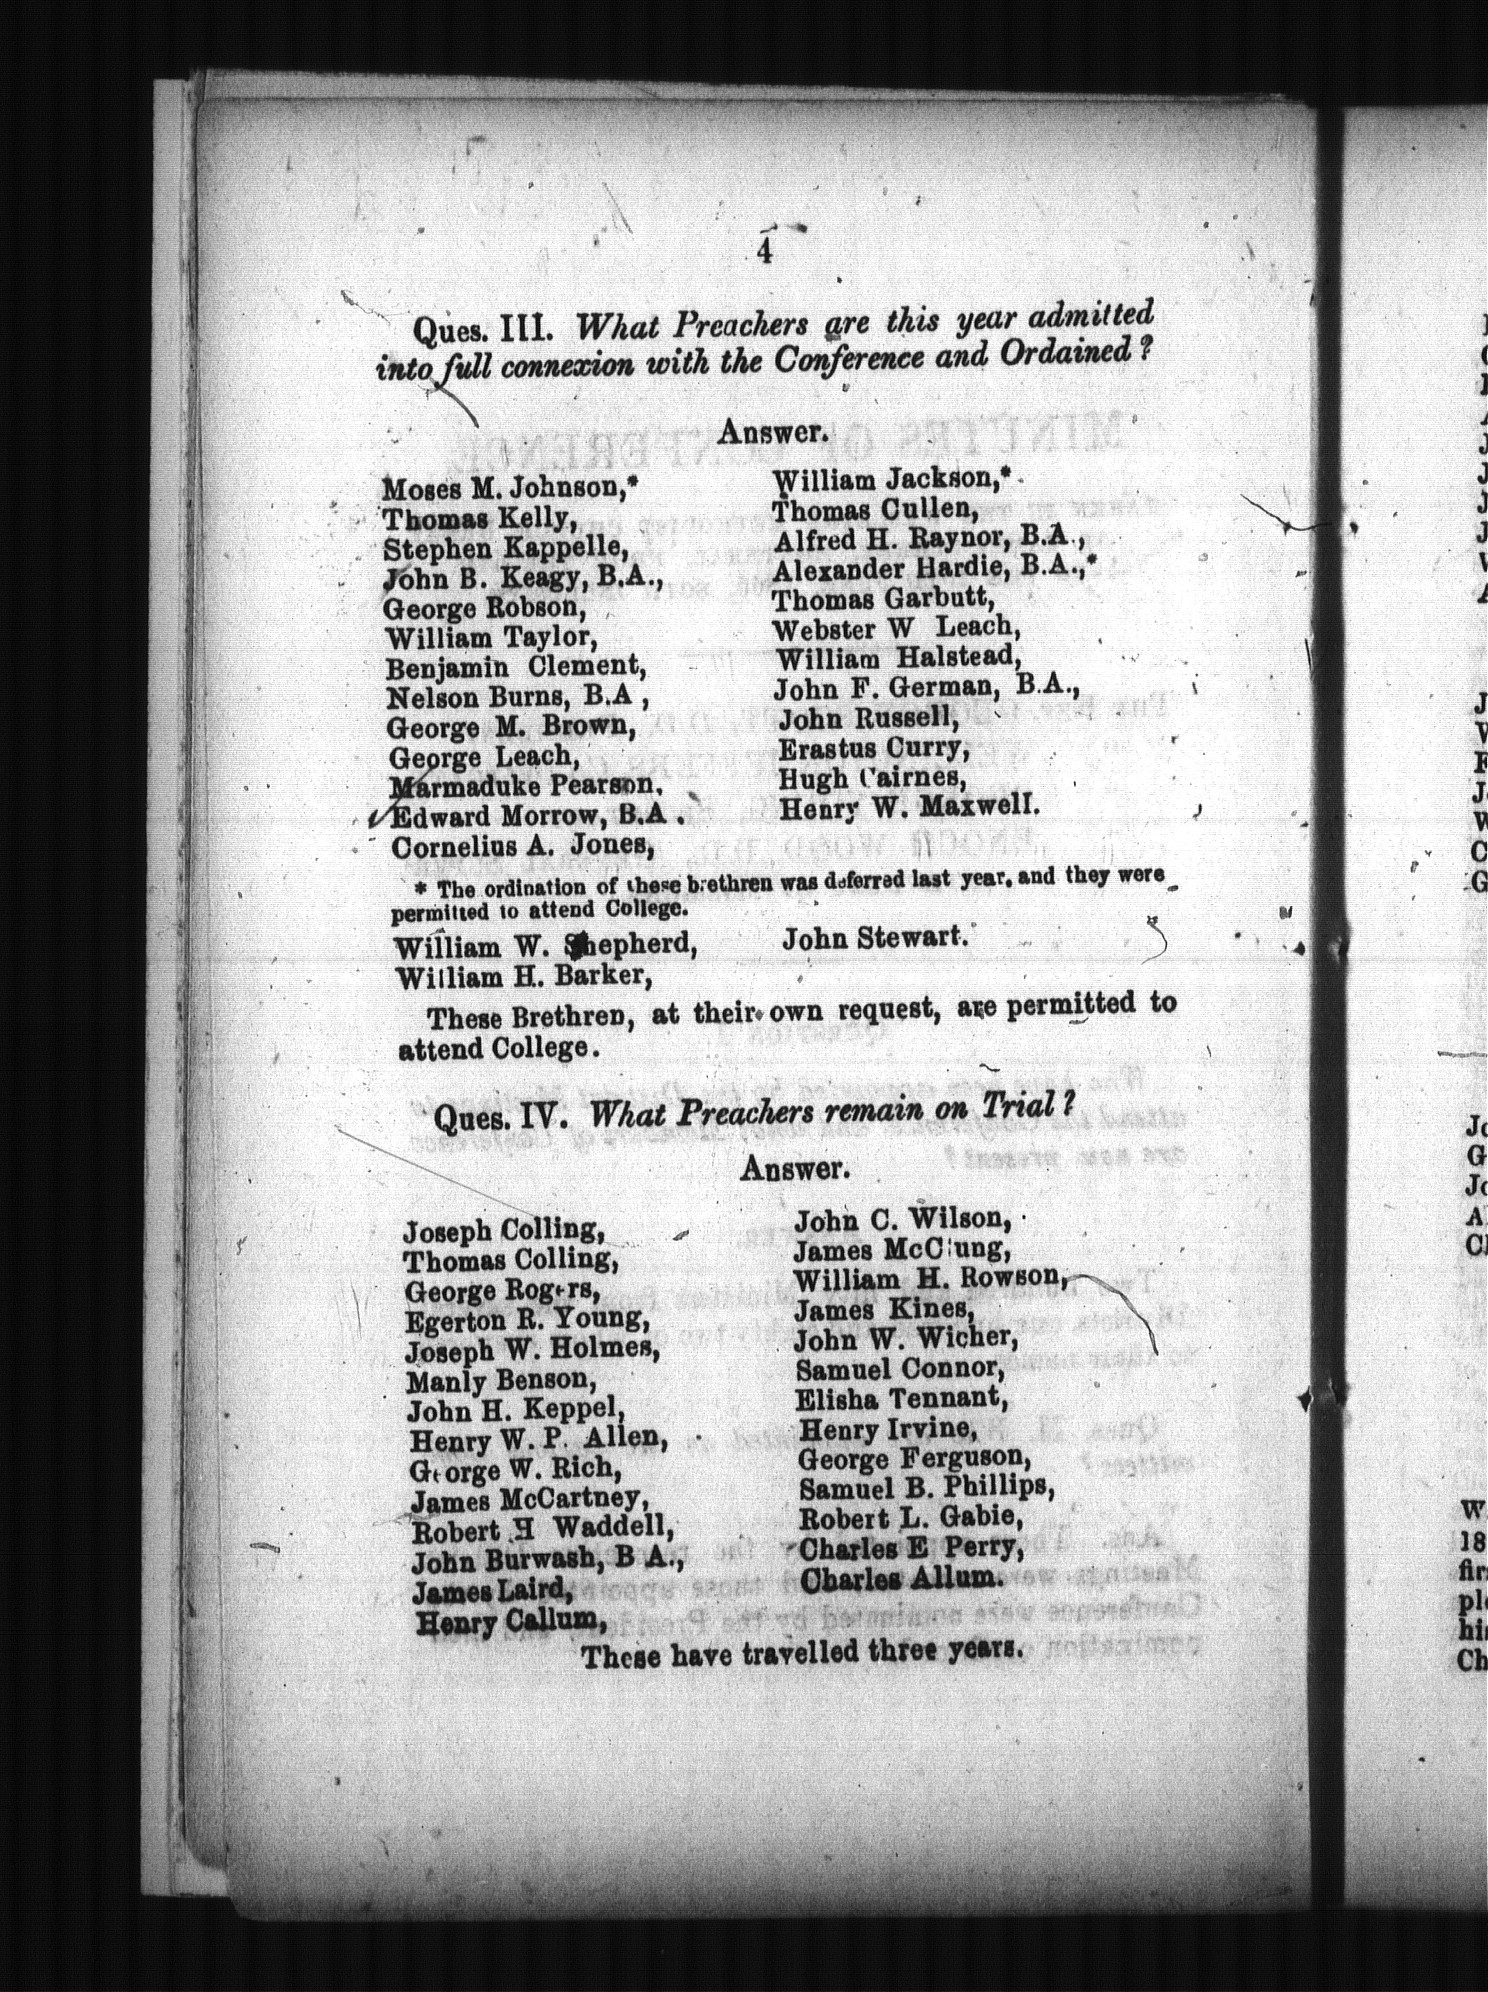 4
Ques. III. What Preachers are this year admitted
into full connexion with the Conference and Ordained?
Answer.
Moses M. Johnson,*
Thomas Kelly,
Stephen Kappelle,
John B. Keagy, B.A.,
George Robson,
William Taylor,
Benjamin Clement,
Nelson Burns, B.A ,
George M. Brown,
George Leach,
Marmaduke Pearson,
Edward Morrow, B.A .
Cornelius A. Jones,
William Jackson,*
Thomas Cullen,
Alfred H. Raynor, B.A.,
Alexander Hardie, B.A.,*
Thomas Garbutt,
Webster W Leach,
William Halstead,
John F. German, B.A.,
John Russell,
Erastus Curry,
Hugh Cairnes,
Henry W. Maxwell.
* The ordination of these brethren was deferred last year, and they were
permitted to attend College.
William W. Shepherd,
William H. Barker,
John Stewart.
These Brethren, at their own request, are permitted to
attend College.
Ques. IV. What Preachers remain on Trial?
Answer.
Joseph Colling,
Thomas Colling,
George Rogers,
Egerton R. Young,
Joseph W. Holmes,
Manly Benson,
John H. Keppel,
Henry W. P. Allen,
George W. Rich,
James McCartney,
Robert H Waddell,
John Burwash, B A.,
James Laird,
Henry Callum,
John C. Wilson,
James McClung,
William H. Rowson,
James Kines,
John W. Wicher,
Samuel Connor,
Elisha Tennant,
Henry Irvine,
George Ferguson,
Samuel B. Phillips,
Robert L. Gabie,
Charles E Perry,
Charles Allum.
These have travelled three years.